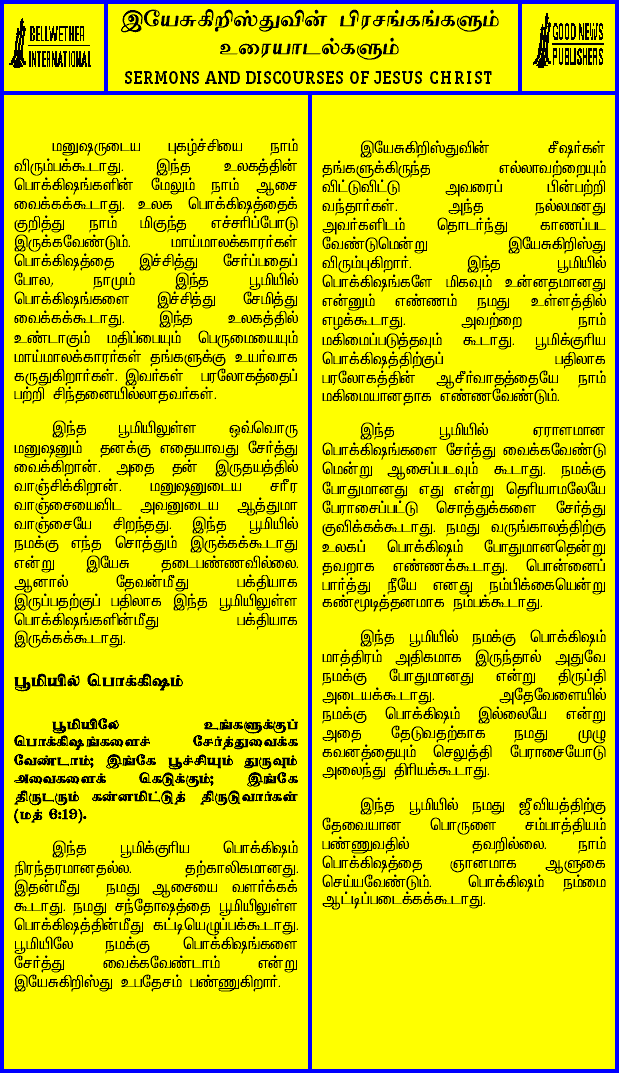 BELLWETHER
INTERNATIONAL
இயேசுகிறிஸ்துவின் பிரசங்கங்களும்
உரையாடல்களும்
SERMONS AND DISCOURSES OF JESUS CHRIST
GOOD NEWS
PUBLISHERS
மனுஷருடைய புகழ்ச்சியை நாம்
விரும்பக்கூடாது. இந்த உலகத்தின்
பொக்கிஷங்களின் மேலும் நாம் ஆசை
வைக்கக்கூடாது. உலக பொக்கிஷத்தைக்
குறித்து நாம் மிகுந்த எச்சரிப்போடு
இருக்கவேண்டும். மாய்மாலக்காரர்கள்
பொக்கிஷத்தை இச்சித்து சேர்ப்பதைப்
போல, நாமும் இந்த பூமியில்
பொக்கிஷங்களை இச்சித்து சேமித்து
வைக்கக்கூடாது. இந்த உலகத்தில்
உண்டாகும் மதிப்பையும் பெருமையையும்
மாய்மாலக்காரர்கள் தங்களுக்கு உயர்வாக
கருதுகிறார்கள். இவர்கள் பரலோகத்தைப்
பற்றி சிந்தனையில்லாதவர்கள்.
இந்த பூமியிலுள்ள ஒவ்வொரு
மனுஷனும் தனக்கு எதையாவது சேர்த்து
வைக்கிறான். அதை தன் இருதயத்தில்
வாஞ்சிக்கிறான். மனுஷனுடைய சரீர
வாஞ்சையைவிட அவனுடைய ஆத்துமா
வாஞ்சையே சிறந்தது. இந்த பூமியில்
நமக்கு எந்த சொத்தும் இருக்கக்கூடாது
என்று இயேசு தடைபண்ணவில்லை.
ஆனால் தேவன்மீது பக்தியாக
இருப்பதற்குப் பதிலாக இந்த பூமியிலுள்ள
பொக்கிஷங்களின்மீது பக்தியாக
இருக்கக்கூடாது.
பூமியில் பொக்கிஷம்
பூமியிலே உங்களுக்குப்
பொக்கிஷங்களைச் சேர்த்துவைக்க
வேண்டாம்; இங்கே பூச்சியும் துருவும்
அவைகளைக் கெடுக்கும்; இங்கே
திருடரும் கன்னமிட்டுத் திருடுவார்கள்
(மத் 6:19).
இந்த பூமிக்குரிய பொக்கிஷம்
நிரந்தரமானதல்ல. தற்காலிகமானது.
இதன்மீது நமது ஆசையை வளர்க்கக்
கூடாது. நமது சந்தோஷத்தை பூமியிலுள்ள
பொக்கிஷத்தின்மீது கட்டியெழுப்பக்கூடாது.
பூமியிலே நமக்கு பொக்கிஷங்களை
சேர்த்து வைக்கவேண்டாம் என்று
இயேசுகிறிஸ்து உபதேசம் பண்ணுகிறார்.
இயேசுகிறிஸ்துவின் சீஷர்கள்
தங்களுக்கிருந்த எல்லாவற்றையும்
விட்டுவிட்டு அவரைப் பின்பற்றி
வந்தார்கள். அந்த நல்லமனது
அவர்களிடம் தொடர்ந்து காணப்பட
வேண்டுமென்று இயேசுகிறிஸ்து
விரும்புகிறார். இந்த பூமியில்
பொக்கிஷங்களே மிகவும் உன்னதமானது
என்னும் எண்ணம் நமது உள்ளத்தில்
எழக்கூடாது. அவற்றை நாம்
மகிமைப்படுத்தவும் கூடாது. பூமிக்குரிய
பொக்கிஷத்திற்குப் பதிலாக
பரலோகத்தின் ஆசீர்வாதத்தையே நாம்
மகிமையானதாக எண்ணவேண்டும்.
இந்த பூமியில் ஏராளமான
பொக்கிஷங்களை சேர்த்து வைக்கவேண்டு
மென்று ஆசைப்படவும் கூடாது. நமக்கு
போதுமானது எது என்று தெரியாமலேயே
பேராசைப்பட்டு சொத்துக்களை சேர்த்து
குவிக்கக்கூடாது. நமது வருங்காலத்திற்கு
உலகப் பொக்கிஷம் போதுமானதென்று
தவறாக எண்ணக்கூடாது. பொன்னைப்
பார்த்து நீயே எனது நம்பிக்கையென்று
கண்மூடித்தனமாக நம்பக்கூடாது.
இந்த பூமியில் நமக்கு பொக்கிஷம்
மாத்திரம் அதிகமாக இருந்தால் அதுவே
நமக்கு போதுமானது என்று திருப்தி
அடையக்கூடாது. அதேவேளையில்
நமக்கு பொக்கிஷம் இல்லையே என்று
அதை தேடுவதற்காக நமது முழு
கவனத்தையும் செலுத்தி பேராசையோடு
அலைந்து திரியக்கூடாது.
இந்த பூமியில் நமது ஜீவியத்திற்கு
தேவையான பொருளை சம்பாத்தியம்
பண்ணுவதில் தவறில்லை. நாம்
பொக்கிஷத்தை ஞானமாக ஆளுகை
செய்யவேண்டும். பொக்கிஷம் நம்மை
ஆட்டிப்படைக்கக்கூடாது.